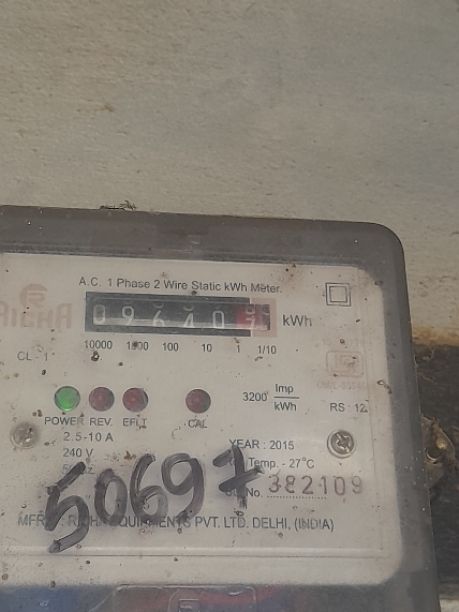 A.C. 1 Phase 2 Wire Static kWh Meter.
09640 kWh
10000 1000 100 10 1 1/10
CL - 1
3200 Imp/kWh
POWER REV. EFLT CAL
RS : 12
2.5-10 A
YEAR : 2015
240 V
Temp. - 27°C
No. 382109
50697
PVT. LTD. DELHI, (INDIA)